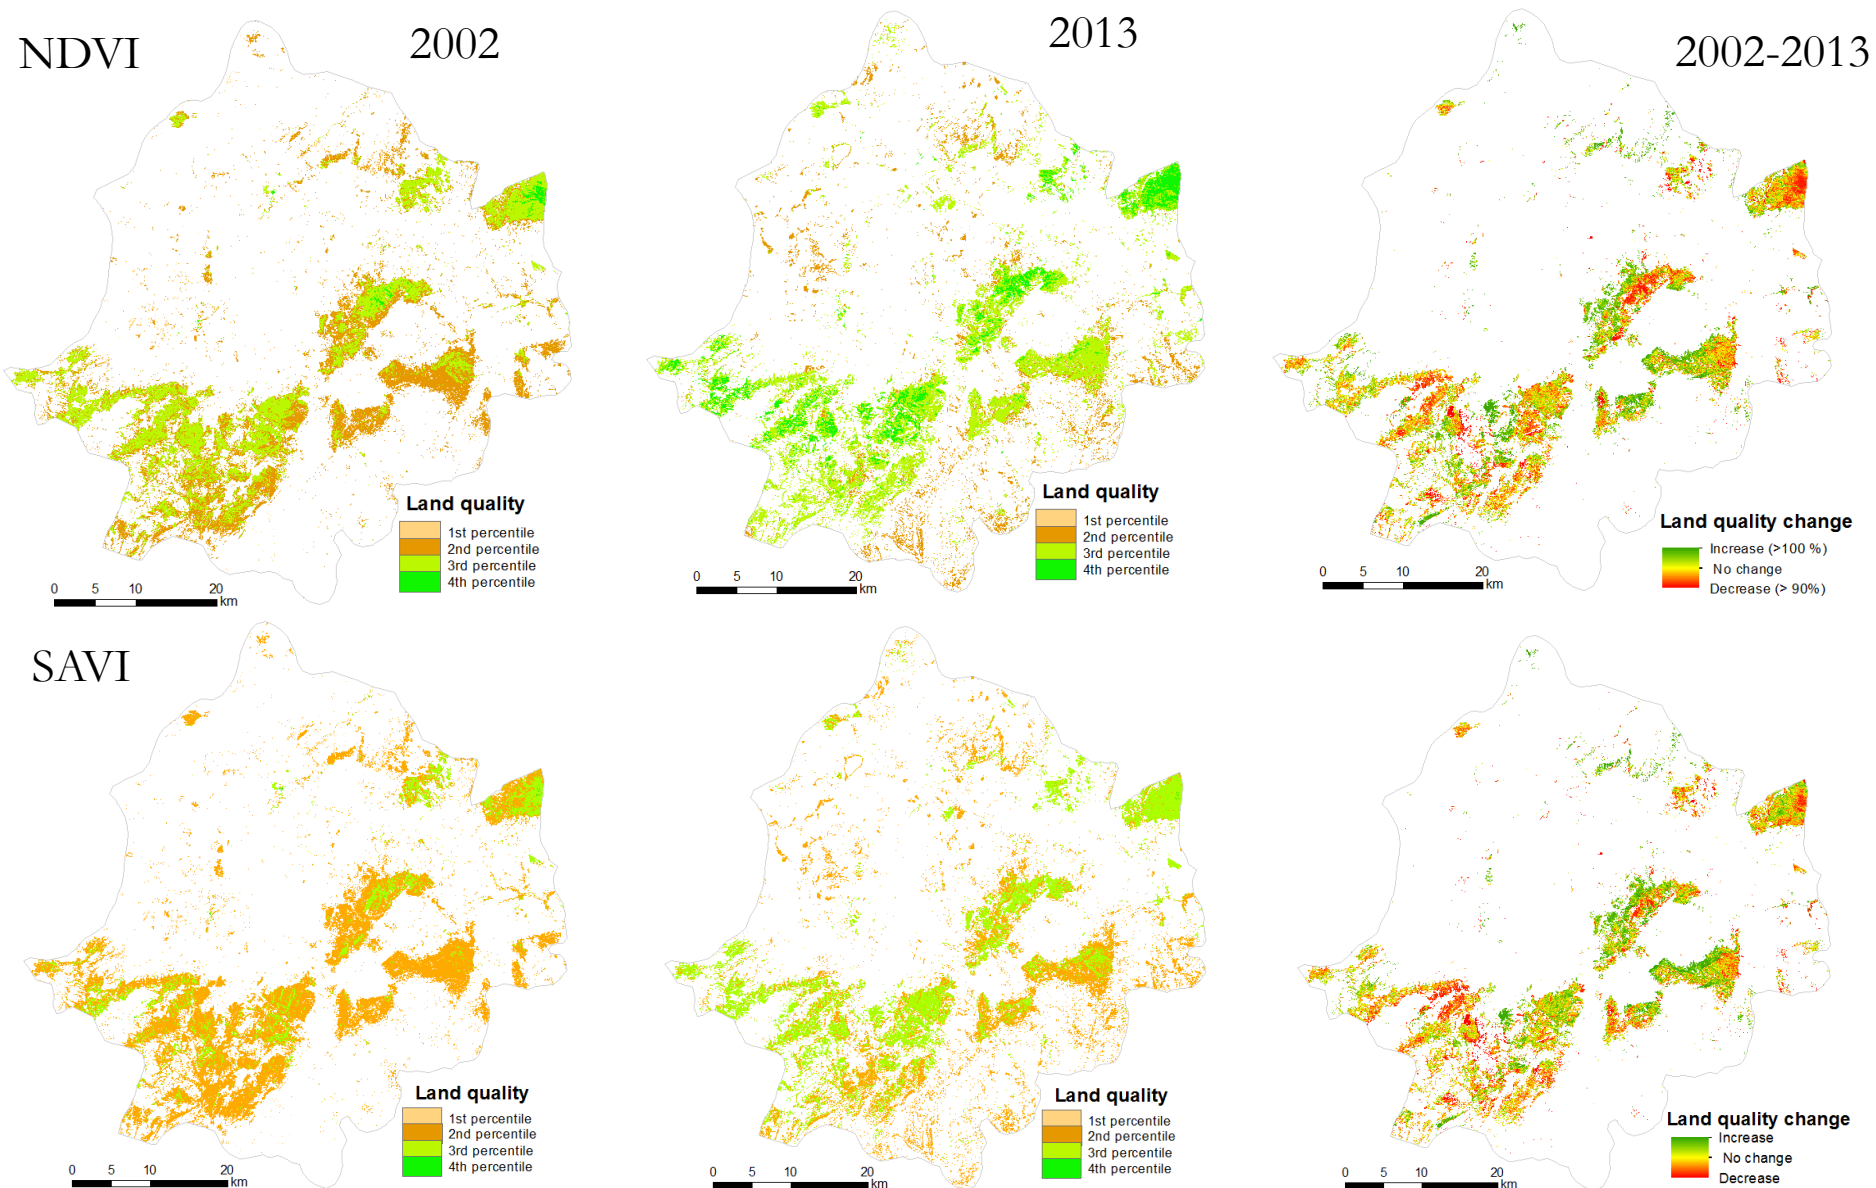 NDVI
2002
2013
2002-2013
Land quality
1st percentile
2nd percentile
3rd percentile
4th percentile
0 5 10 20
km
Land quality
1st percentile
2nd percentile
3rd percentile
4th percentile
0 5 10 20
km
Land quality change
Increase (>100 %)
No change
Decrease (> 90%)
0 5 10 20
km
SAVI
Land quality
1st percentile
2nd percentile
3rd percentile
4th percentile
0 5 10 20
km
Land quality
1st percentile
2nd percentile
3rd percentile
4th percentile
0 5 10 20
km
Land quality change
Increase
No change
Decrease
0 5 10 20
km